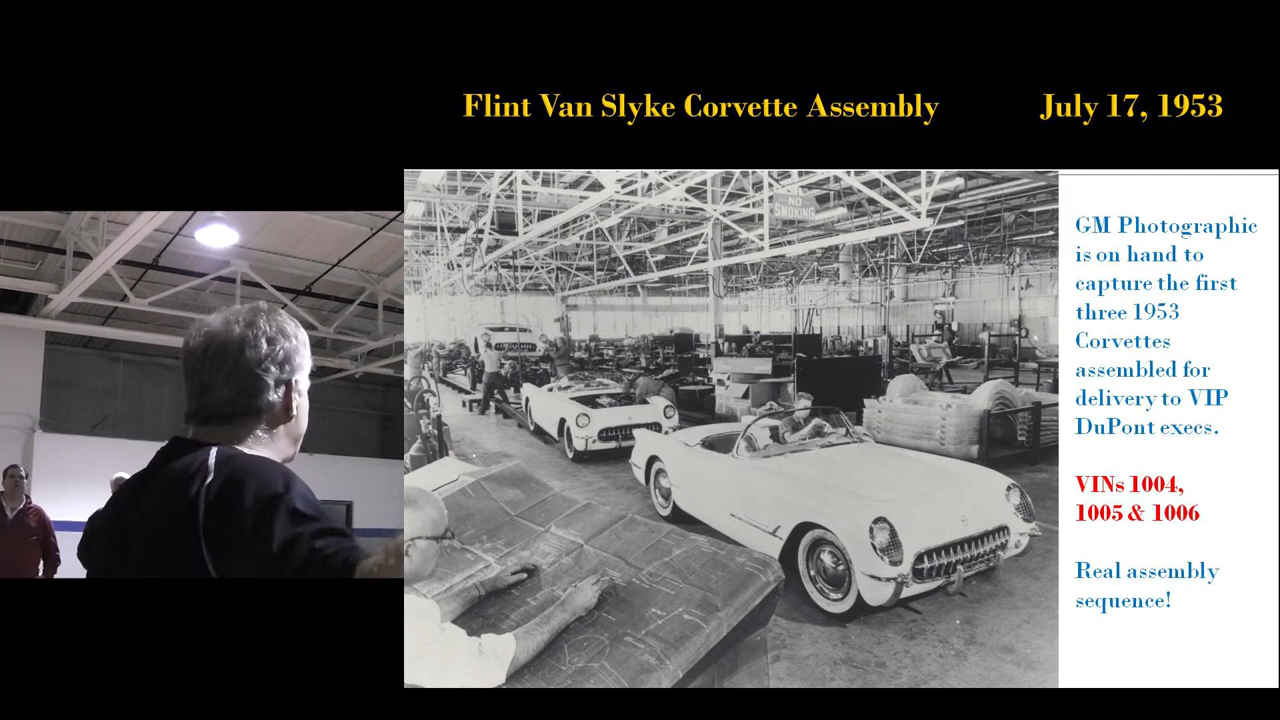 Flint Van Slyke Corvette Assembly July 17, 1953
NO
SMOKING
GM Photographic
is on hand to
capture the first
three 1953
Corvettes
assembled for
delivery to VIP
DuPont execs.
VINs 1004,
1005 & 1006
Real assembly
sequence!